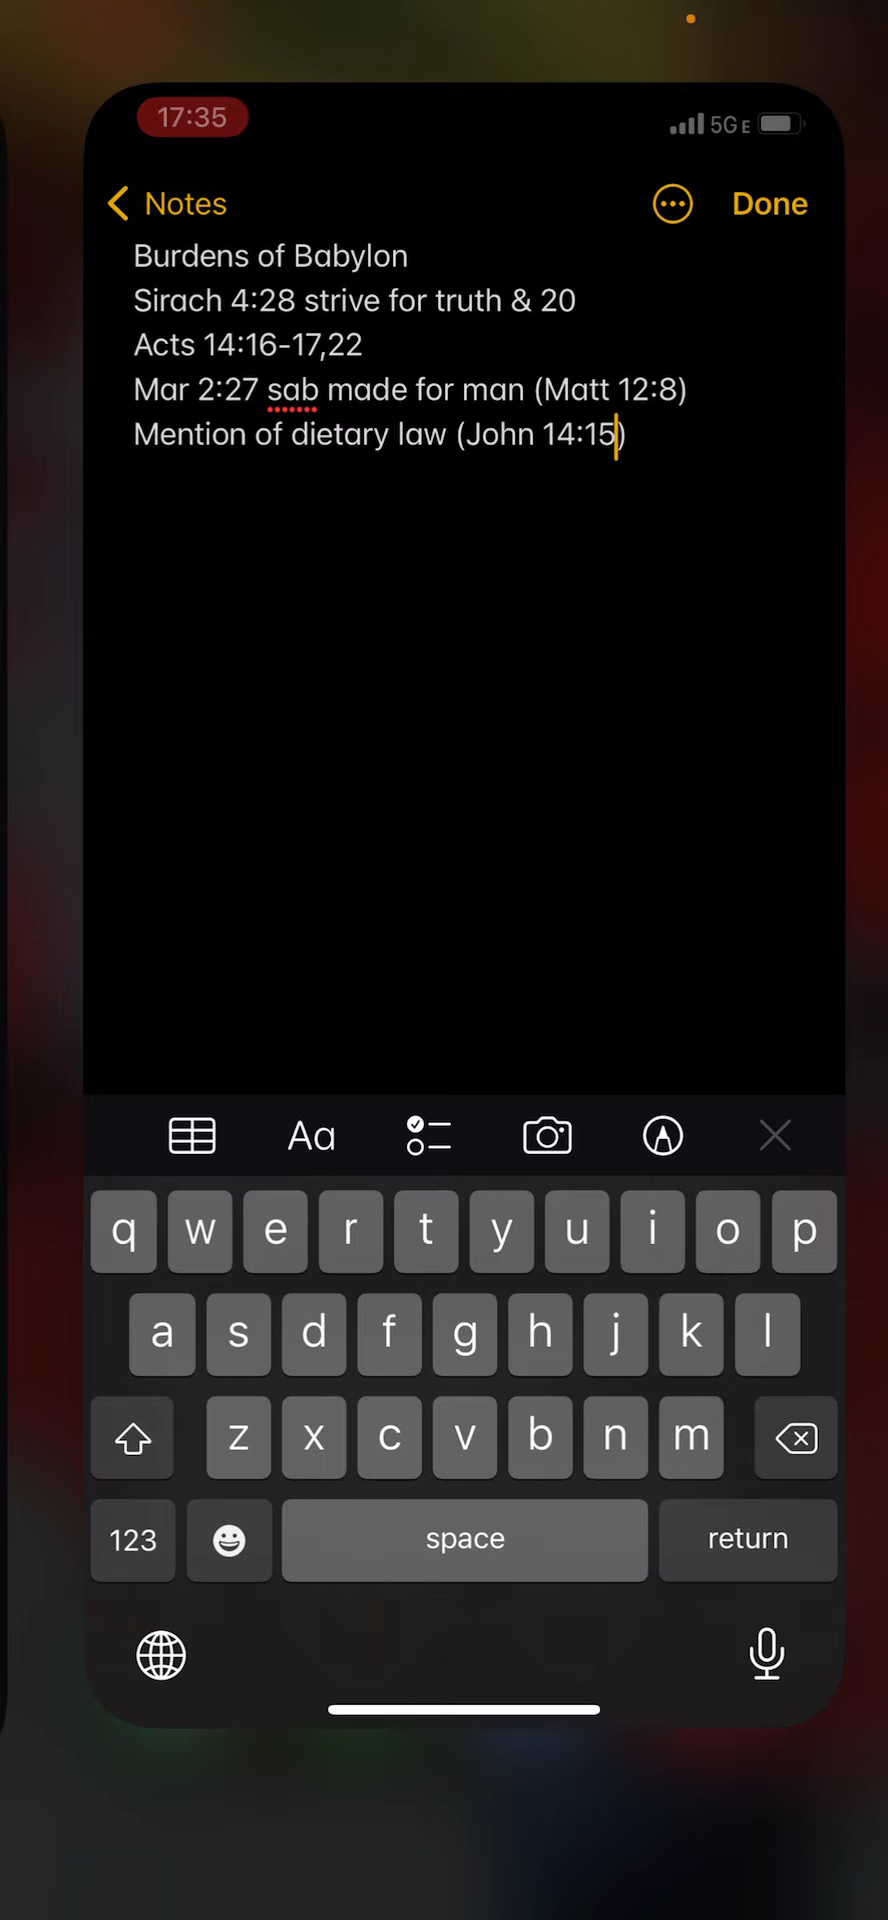 17:35
5G E
Notes
Done
Burdens of Babylon
Sirach 4:28 strive for truth & 20
Acts 14:16-17,22
Mar 2:27 sab made for man (Matt 12:8)
Mention of dietary law (John 14:15)
Aa
q w e r t y u i o p
a s d f g h j k l
z x c v b n m
123
space
return